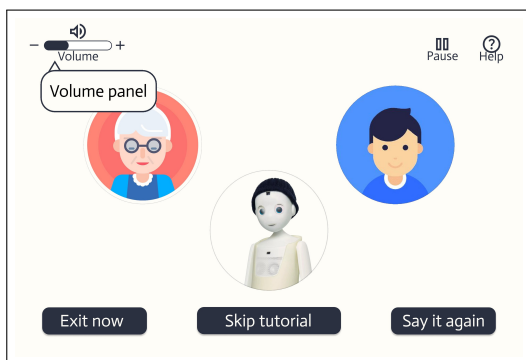 − +
Volume
Pause
Help
Volume panel
Exit now
Skip tutorial
Say it again